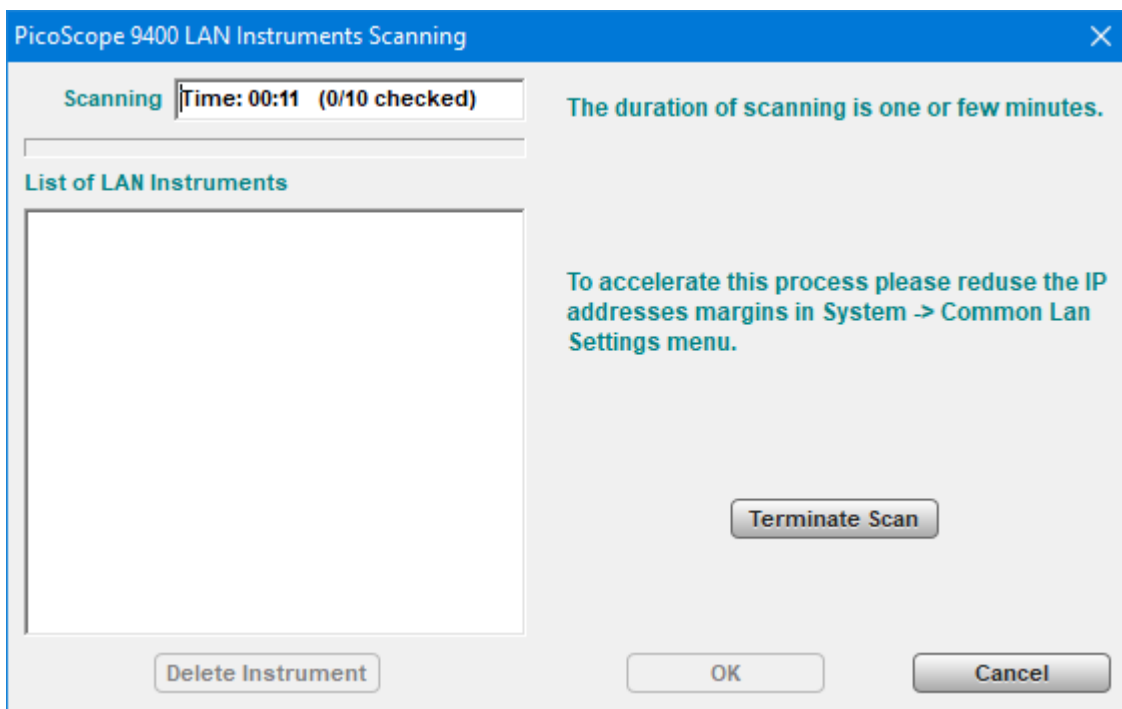 PicoScope 9400 LAN Instruments Scanning
Scanning
Time: 00:11 (0/10 checked)
The duration of scanning is one or few minutes.
List of LAN Instruments
To accelerate this process please reduse the IP
addresses margins in System -> Common Lan
Settings menu.
Terminate Scan
Delete Instrument
OK
Cancel